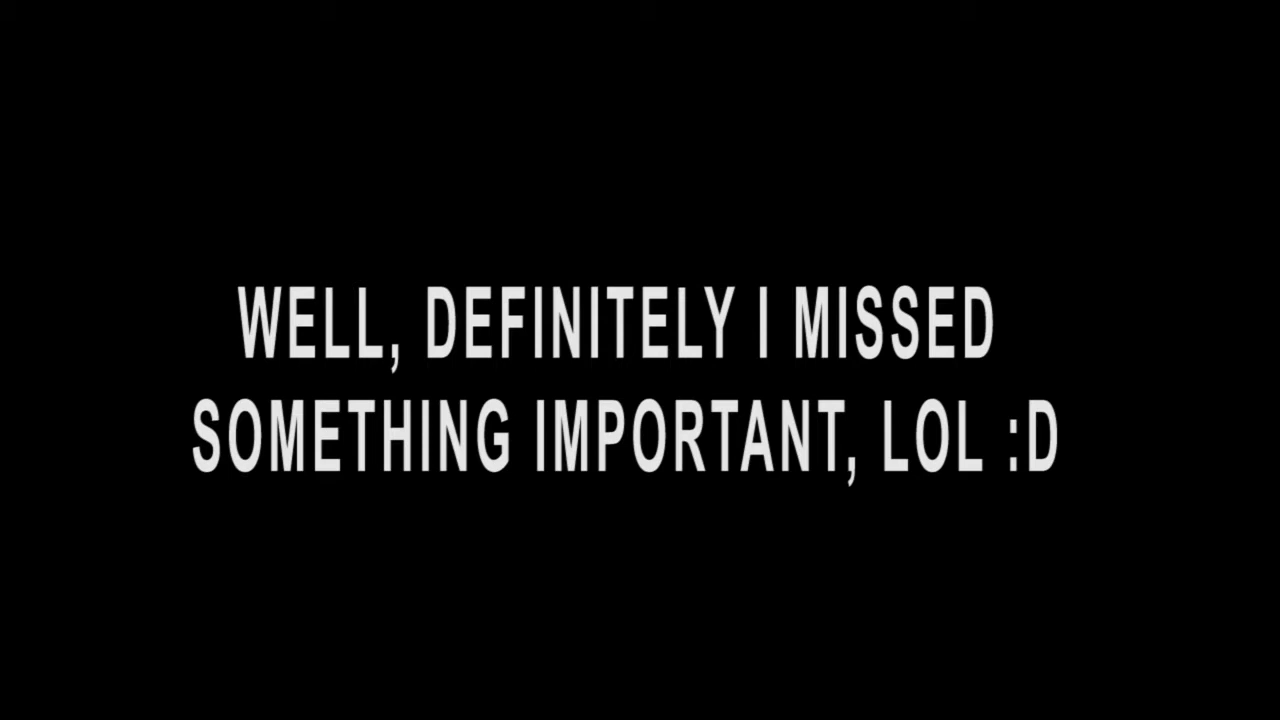 WELL, DEFINITELY I MISSED
SOMETHING IMPORTANT, LOL :D